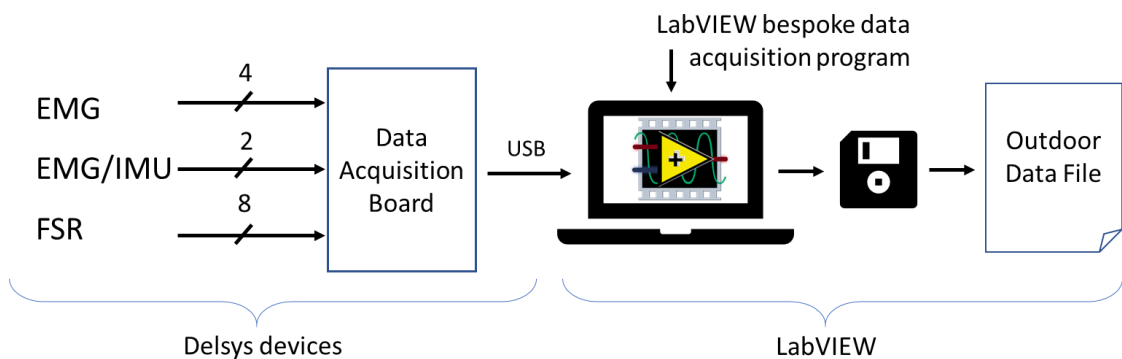 LabVIEW bespoke data
acquisition program
4
EMG
2
EMG/IMU
8
FSR
Data
Acquisition
Board
USB
Outdoor
Data File
Delsys devices
LabVIEW